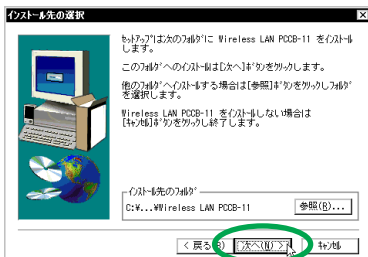 インストール先の選択
ｾｯﾄｱｯﾌﾟは次のﾌｫﾙﾀﾞに Wireless LAN PCCB-11 をｲﾝｽﾄｰﾙ
します。
このﾌｫﾙﾀﾞへのｲﾝｽﾄｰﾙは[次へ]ﾎﾞﾀﾝをｸﾘｯｸします。
他のﾌｫﾙﾀﾞへｲﾝｽﾄｰﾙする場合は[参照]ﾎﾞﾀﾝをｸﾘｯｸしﾌｫﾙﾀﾞ
を選択します。
Wireless LAN PCCB-11 をｲﾝｽﾄｰﾙしない場合は
[ｷｬﾝｾﾙ]ﾎﾞﾀﾝをｸﾘｯｸし終了します。
ｲﾝｽﾄｰﾙ先のﾌｫﾙﾀﾞ
C:¥...¥Wireless LAN PCCB-11
参照(R)...
< 戻る(B)
次へ(N) >
ｷｬﾝｾﾙ